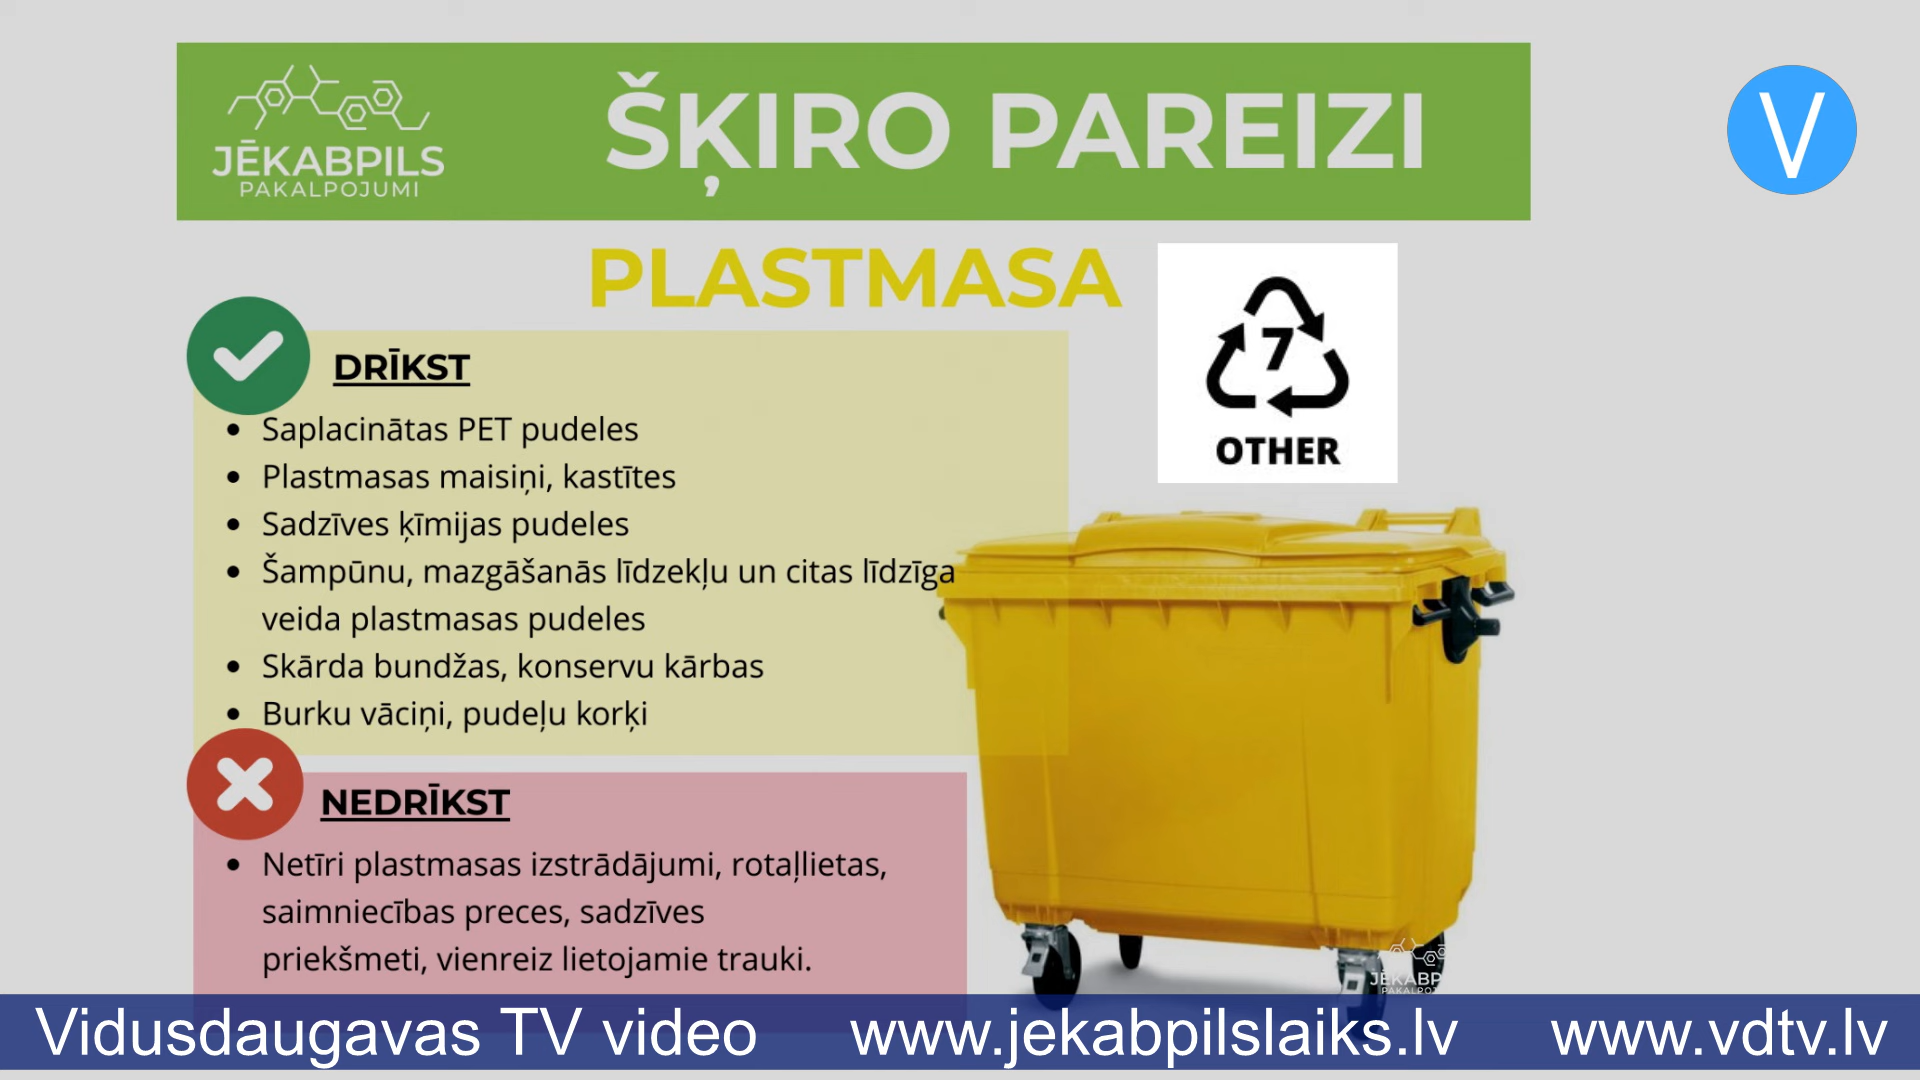 JĒKABPILS
PAKALPOJUMI
ŠĶIRO PAREIZI
V
PLASTMASA
7
OTHER
DRĪKST
• Saplacinātas PET pudeles
• Plastmasas maisiņi, kastītes
• Sadzīves ķīmijas pudeles
• Šampūnu, mazgāšanās līdzekļu un citas līdzīga
veida plastmasas pudeles
• Skārda bundžas, konservu kārbas
• Burku vāciņi, pudeļu korķi
NEDRĪKST
• Netīri plastmasas izstrādājumi, rotaļlietas,
saimniecības preces, sadzīves
priekšmeti, vienreiz lietojamie trauki.
Vidusdaugavas TV video www.jekabpilslaiks.lv www.vdtv.lv